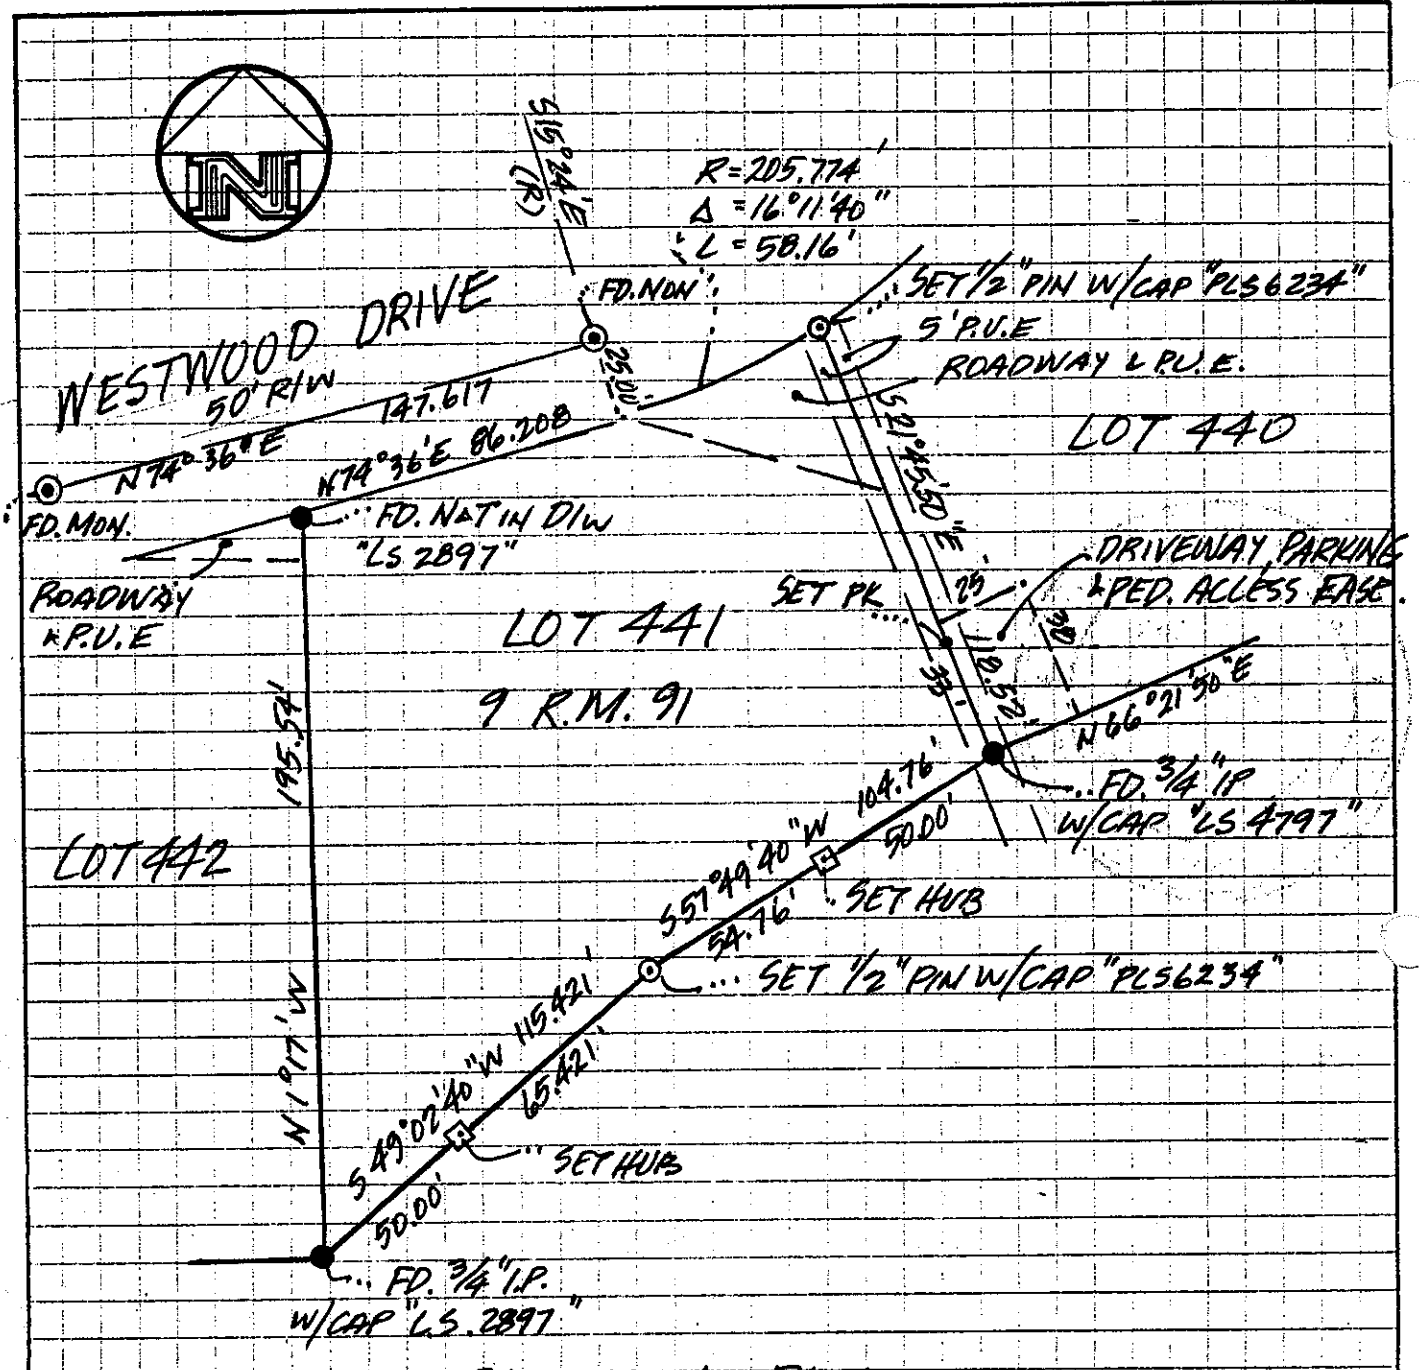 N
S15°24'E
(R)
R=205.774'
Δ=16°11'40"
L=58.16'
WESTWOOD DRIVE
50' R/W
FD. MON
SET 1/2" PIN W/CAP "PLS6234"
5' P.U.E
ROADWAY & P.U.E.
25.00'
147.617
N74°36'E
N74°36'E 86.208
LOT 440
FD. MON.
FD. N&T IN D/W
"LS 2897"
S 21°45'50"E
118.52'
DRIVEWAY, PARKING
& PED. ACCESS EASE.
ROADWAY
& P.U.E
SET PK
25'
30
33'
LOT 441
9 R.M. 91
N66°21'50"E
195.54'
N1°17'W
FD. 3/4" I.P.
W/CAP "LS 4797"
LOT 442
S57°49'40"W 104.76'
50.00'
54.76'
SET HUB
SET 1/2" PIN W/CAP "PLS6234"
S49°02'40"W 115.421'
65.421'
SET HUB
50.00'
FD. 3/4" I.P.
W/CAP "L.S. 2897"